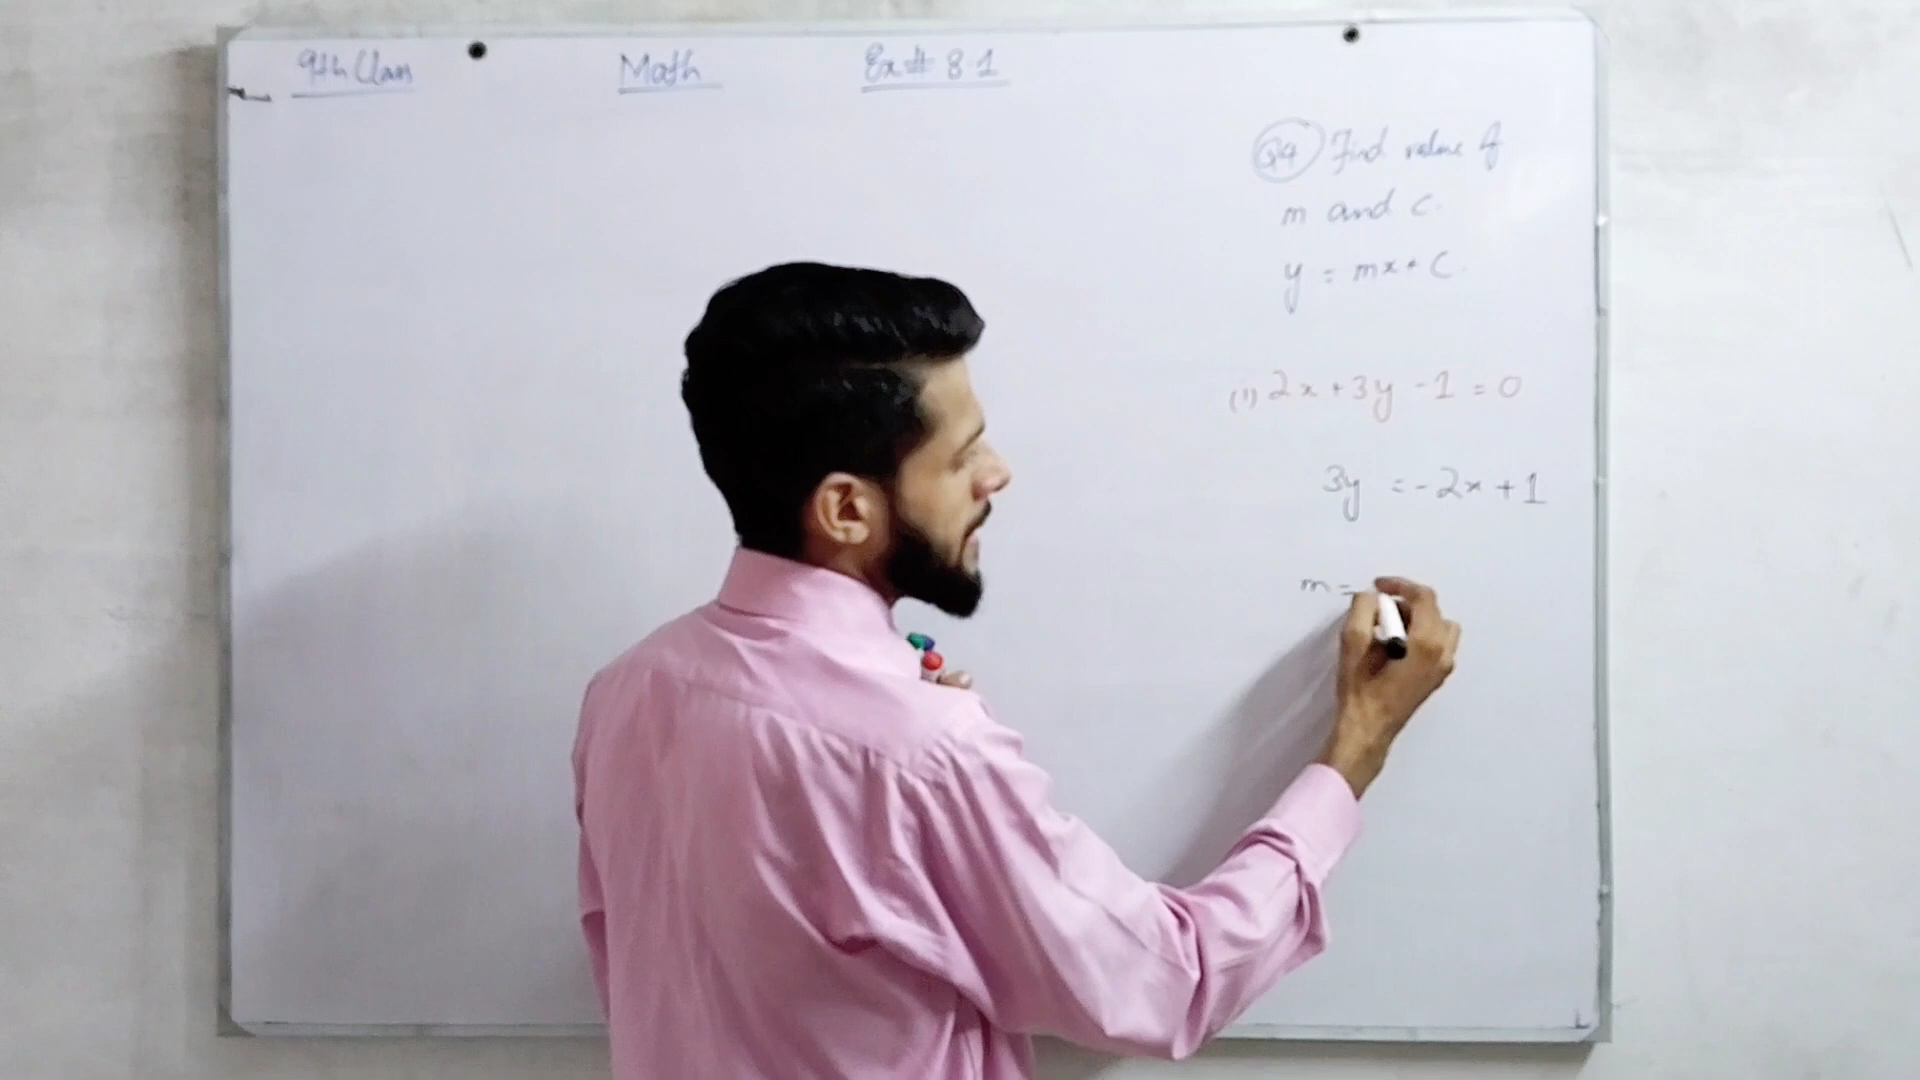 9th Class Math Ex# 8.1
Q4 Find value of
m and c.
y = mx + c.
(i) 2x + 3y - 1 = 0
3y = -2x + 1
m =